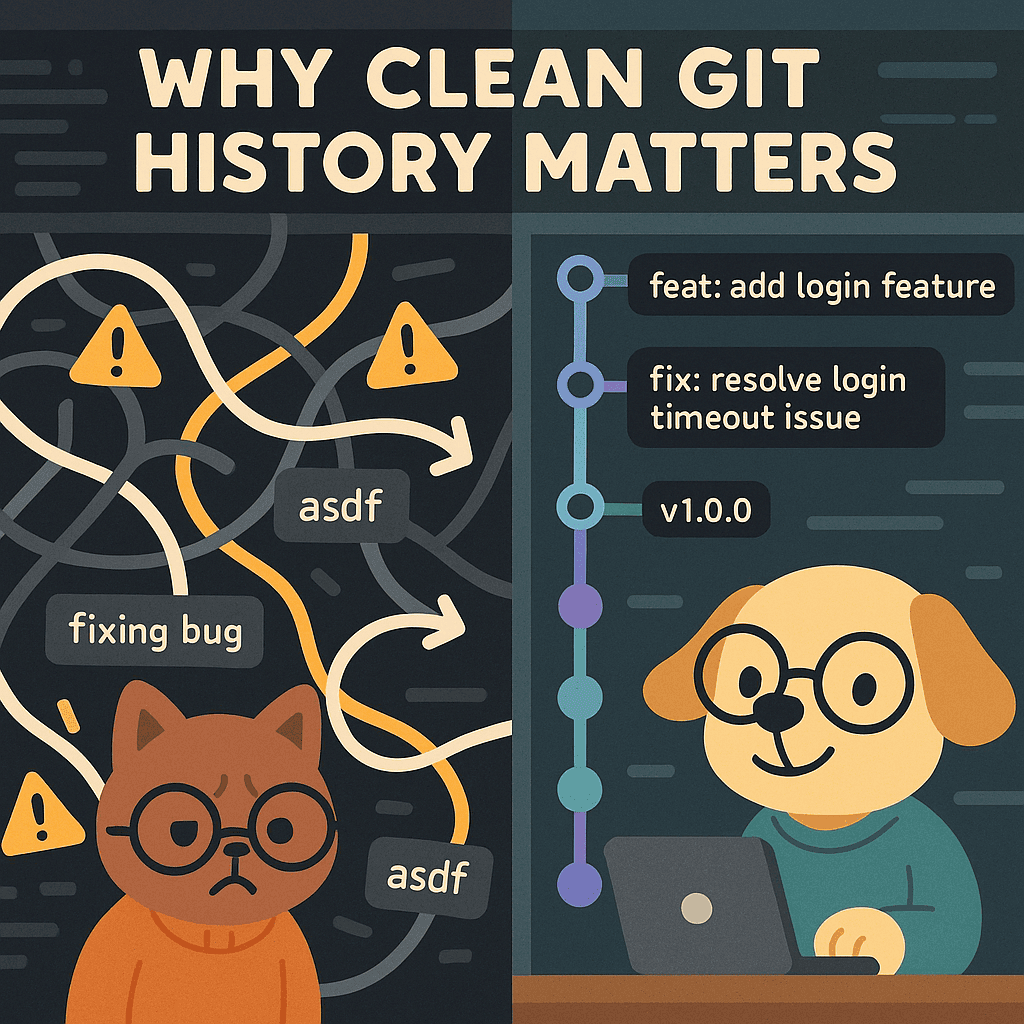 WHY CLEAN GIT
HISTORY MATTERS
asdf
fixing bug
asdf
feat: add login feature
fix: resolve login
timeout issue
v1.0.0